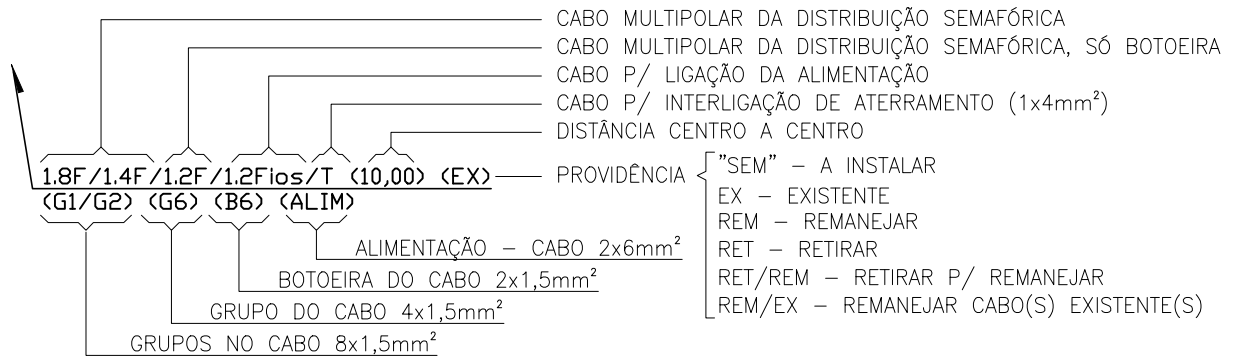 CABO MULTIPOLAR DA DISTRIBUIÇÃO SEMAFÓRICA
CABO MULTIPOLAR DA DISTRIBUIÇÃO SEMAFÓRICA, SÓ BOTOEIRA
CABO P/ LIGAÇÃO DA ALIMENTAÇÃO
CABO P/ INTERLIGAÇÃO DE ATERRAMENTO (1x4mm²)
DISTÂNCIA CENTRO A CENTRO
1.8F/1.4F/1.2F/1.2Fios/T (10,00) (EX)
PROVIDÊNCIA
(G1/G2) (G6) (B6) (ALIM)
"SEM" – A INSTALAR
EX – EXISTENTE
REM – REMANEJAR
RET – RETIRAR
RET/REM – RETIRAR P/ REMANEJAR
REM/EX – REMANEJAR CABO(S) EXISTENTE(S)
ALIMENTAÇÃO – CABO 2x6mm²
BOTOEIRA DO CABO 2x1,5mm²
GRUPO DO CABO 4x1,5mm²
GRUPOS NO CABO 8x1,5mm²